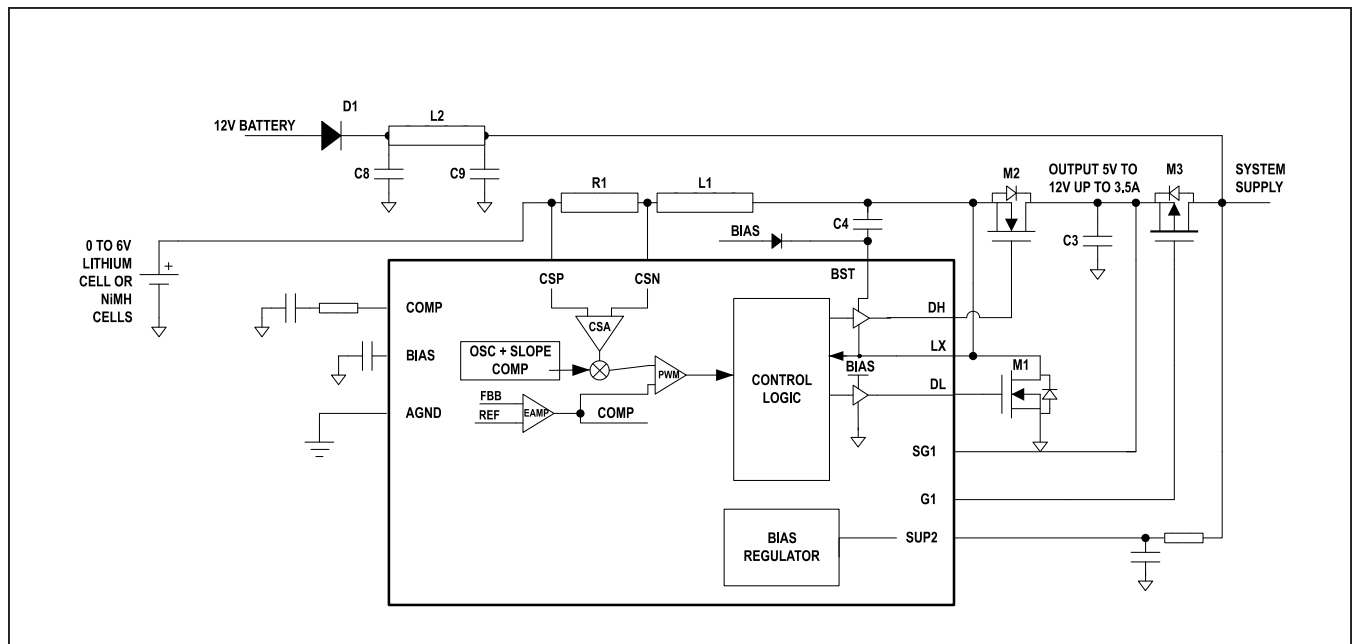 D1
L2
12V BATTERY
C8
C9
R1
L1
M2
OUTPUT 5V TO
12V UP TO 3.5A
M3
SYSTEM
SUPPLY
C4
C3
BIAS
0 TO 6V
LITHIUM
CELL OR
NiMH
CELLS
+
CSP
CSN
BST
COMP
DH
CSA
LX
BIAS
OSC + SLOPE
COMP
PWM
CONTROL
LOGIC
BIAS
M1
DL
FBB
REF
EAMP
COMP
AGND
SG1
G1
BIAS
REGULATOR
SUP2